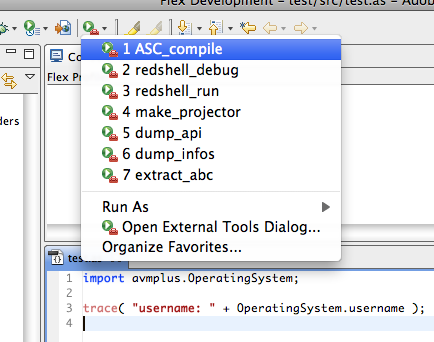 Flex Development - test/src/test.as - Adob
Co
Flex Pr
ders
1 ASC_compile
2 redshell_debug
3 redshell_run
4 make_projector
5 dump_api
6 dump_infos
7 extract_abc
Run As
Open External Tools Dialog...
Organize Favorites...
1 import avmplus.OperatingSystem;
2
3 trace( "username: " + OperatingSystem.username );
4